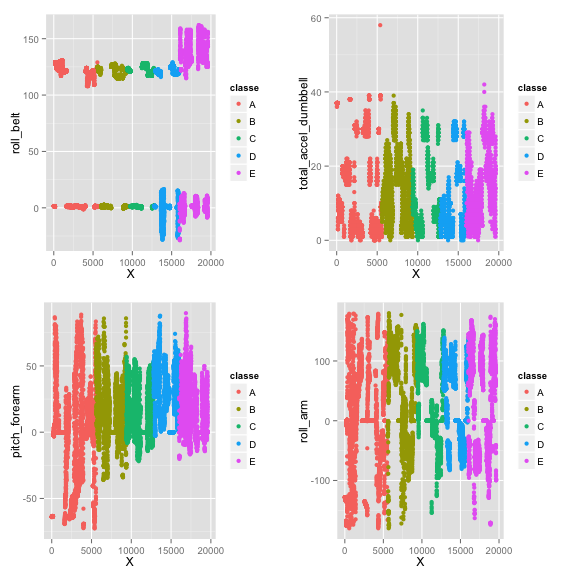 roll_belt
150
100
50
0
0
5000
10000
15000
20000
X
classe
A
B
C
D
E
total_accel_dumbbell
60
40
20
0
0
5000
10000
15000
20000
X
classe
A
B
C
D
E
pitch_forearm
50
0
-50
0
5000
10000
15000
20000
X
classe
A
B
C
D
E
roll_arm
100
0
-100
0
5000
10000
15000
20000
X
classe
A
B
C
D
E